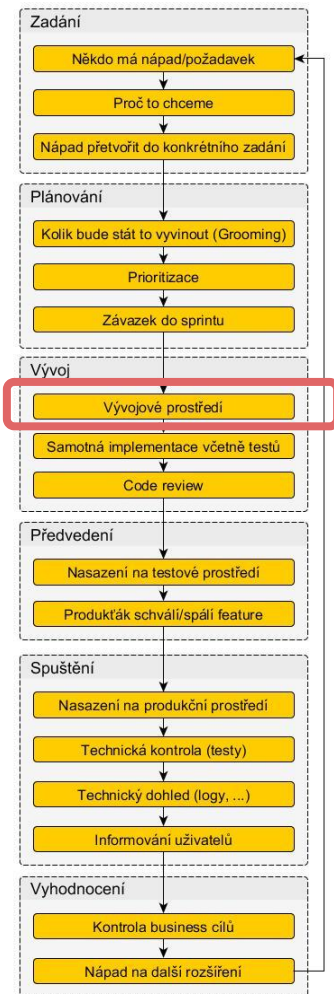 Zadání
Někdo má nápad/požadavek
Proč to chceme
Nápad přetvořit do konkrétního zadání
Plánování
Kolik bude stát to vyvinout (Grooming)
Prioritizace
Závazek do sprintu
Vývoj
Vývojové prostředí
Samotná implementace včetně testů
Code review
Předvedení
Nasazení na testové prostředí
Produkťák schválí/spálí feature
Spuštění
Nasazení na produkční prostředí
Technická kontrola (testy)
Technický dohled (logy, ...)
Informování uživatelů
Vyhodnocení
Kontrola business cílů
Nápad na další rozšíření